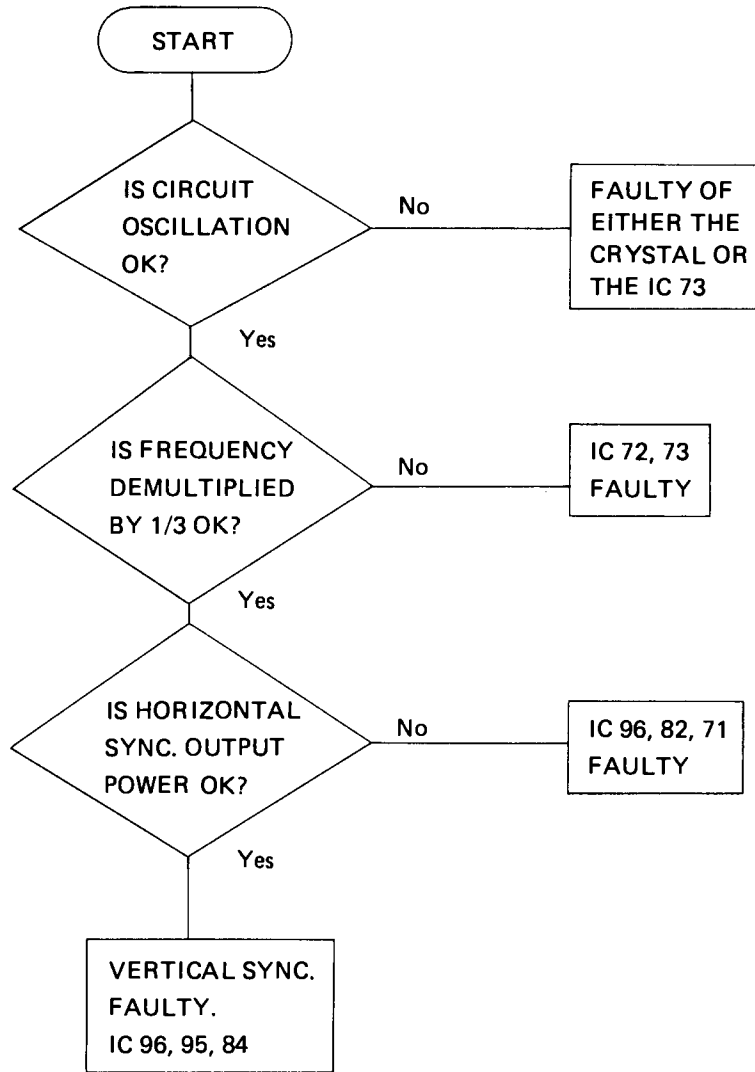 START
IS CIRCUIT
OSCILLATION
OK?
No
FAULTY OF
EITHER THE
CRYSTAL OR
THE IC 73
Yes
IS FREQUENCY
DEMULTIPLIED
BY 1/3 OK?
No
IC 72, 73
FAULTY
Yes
IS HORIZONTAL
SYNC. OUTPUT
POWER OK?
No
IC 96, 82, 71
FAULTY
Yes
VERTICAL SYNC.
FAULTY.
IC 96, 95, 84